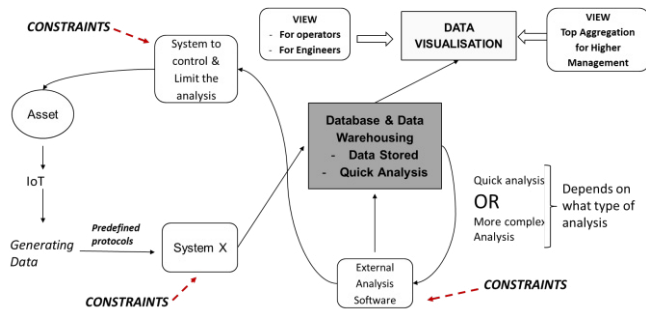 CONSTRAINTS
System to
control &
Limit the
analysis
VIEW
- For operators
- For Engineers
DATA
VISUALISATION
VIEW
Top Aggregation
for Higher
Management
Asset
Database & Data
Warehousing
- Data Stored
- Quick Analysis
IoT
Quick analysis
OR
More complex
Analysis
Depends on
what type of
analysis
Generating
Data
Predefined
protocols
System X
External
Analysis
Software
CONSTRAINTS
CONSTRAINTS